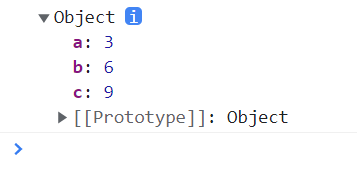 Object i
a: 3
b: 6
c: 9
[[Prototype]]: Object